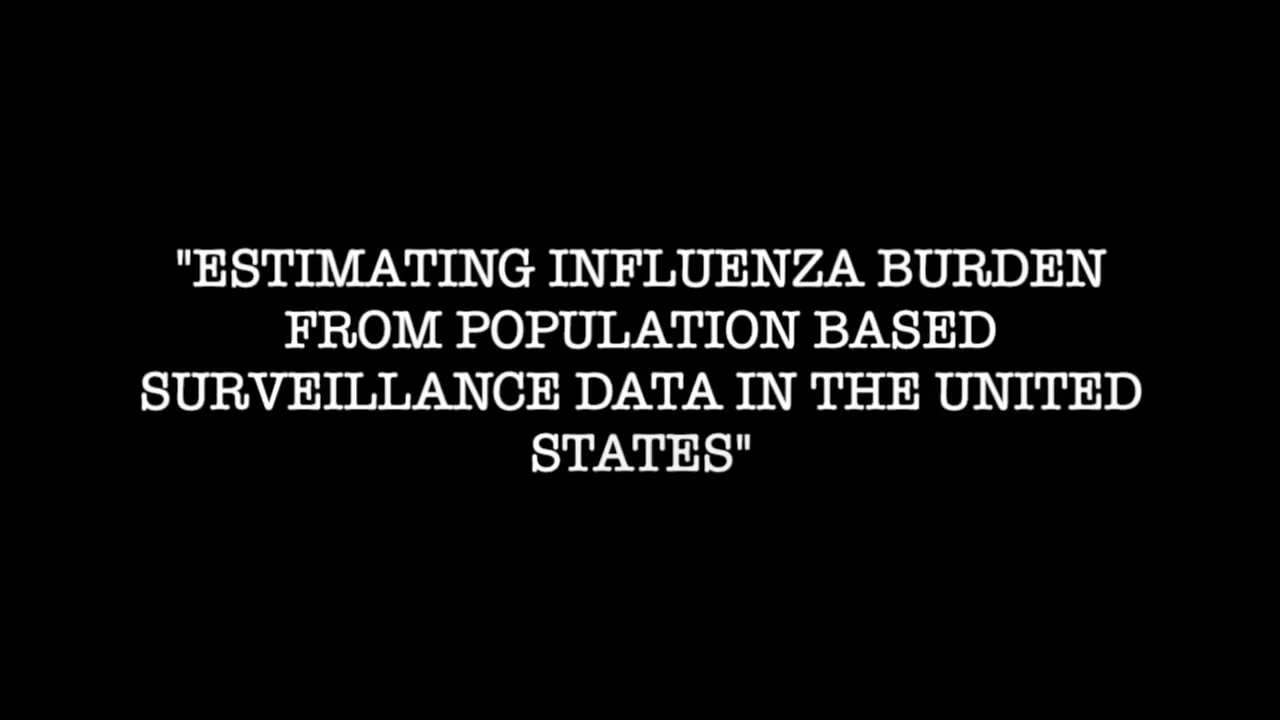 "ESTIMATING INFLUENZA BURDEN
FROM POPULATION BASED
SURVEILLANCE DATA IN THE UNITED
STATES"